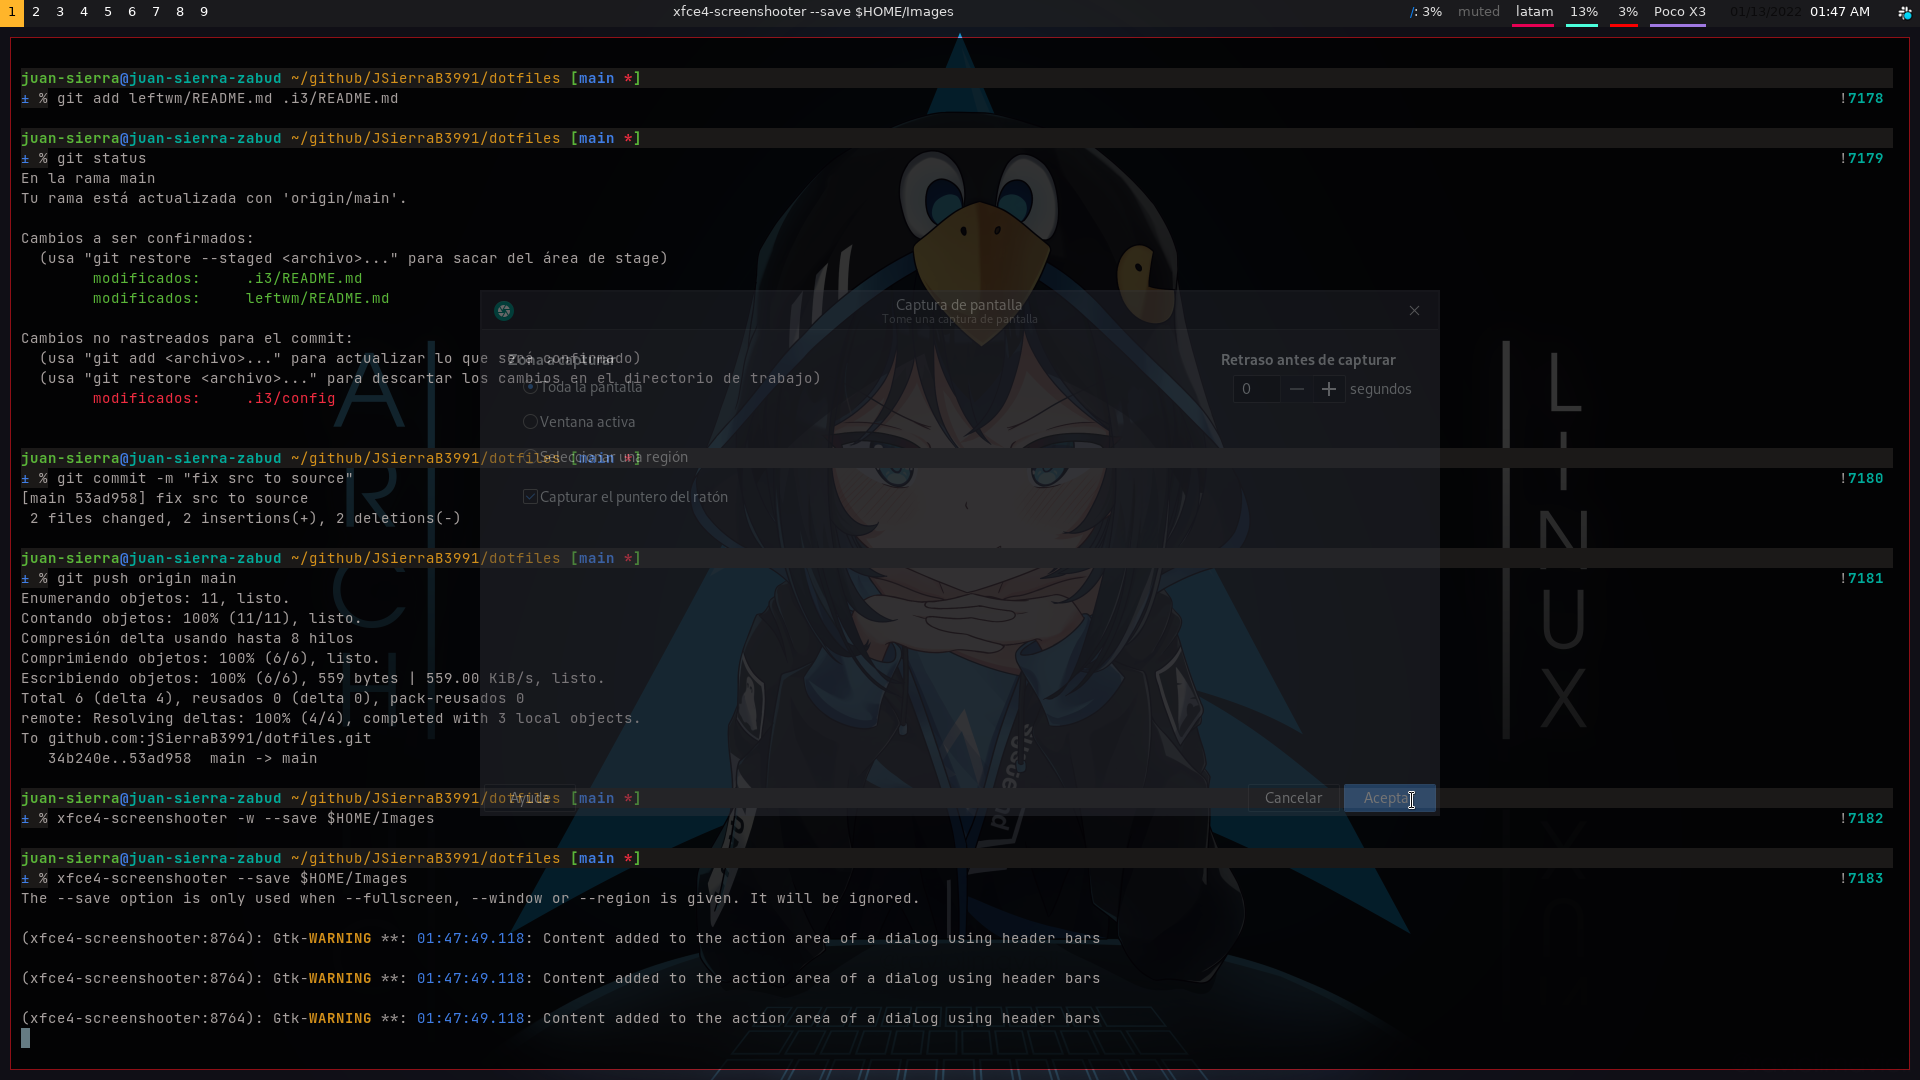 1 2 3 4 5 6 7 8 9 xfce4-screenshooter --save $HOME/Images /: 3% muted latam 13% 3% Poco X3 01/13/2022 01:47 AM
juan-sierra@juan-sierra-zabud ~/github/JSierraB3991/dotfiles [main *]
± % git add leftwm/README.md .i3/README.md !7178
juan-sierra@juan-sierra-zabud ~/github/JSierraB3991/dotfiles [main *]
± % git status !7179
En la rama main
Tu rama está actualizada con 'origin/main'.
Cambios a ser confirmados:
(usa "git restore --staged <archivo>..." para sacar del área de stage)
modificados: .i3/README.md
modificados: leftwm/README.md
Cambios no rastreados para el commit:
(usa "git add <archivo>..." para actualizar lo que será confirmado)
(usa "git restore <archivo>..." para descartar los cambios en el directorio de trabajo)
modificados: .i3/config
juan-sierra@juan-sierra-zabud ~/github/JSierraB3991/dotfiles [main *]
± % git commit -m "fix src to source" !7180
[main 53ad958] fix src to source
2 files changed, 2 insertions(+), 2 deletions(-)
juan-sierra@juan-sierra-zabud ~/github/JSierraB3991/dotfiles [main *]
± % git push origin main !7181
Enumerando objetos: 11, listo.
Contando objetos: 100% (11/11), listo.
Compresión delta usando hasta 8 hilos
Comprimiendo objetos: 100% (6/6), listo.
Escribiendo objetos: 100% (6/6), 559 bytes | 559.00 KiB/s, listo.
Total 6 (delta 4), reusados 0 (delta 0), pack-reusados 0
remote: Resolving deltas: 100% (4/4), completed with 3 local objects.
To github.com:jSierraB3991/dotfiles.git
34b240e..53ad958 main -> main
juan-sierra@juan-sierra-zabud ~/github/JSierraB3991/dotfiles [main *]
± % xfce4-screenshooter -w --save $HOME/Images !7182
juan-sierra@juan-sierra-zabud ~/github/JSierraB3991/dotfiles [main *]
± % xfce4-screenshooter --save $HOME/Images !7183
The --save option is only used when --fullscreen, --window or --region is given. It will be ignored.
(xfce4-screenshooter:8764): Gtk-WARNING **: 01:47:49.118: Content added to the action area of a dialog using header bars
(xfce4-screenshooter:8764): Gtk-WARNING **: 01:47:49.118: Content added to the action area of a dialog using header bars
(xfce4-screenshooter:8764): Gtk-WARNING **: 01:47:49.118: Content added to the action area of a dialog using header bars
Captura de pantalla
Tome una captura de pantalla
Zona a capturar
Toda la pantalla
Ventana activa
Seleccionar una región
Capturar el puntero del ratón
Retraso antes de capturar
0 segundos
Ayuda
Cancelar
ARCH
LINUX